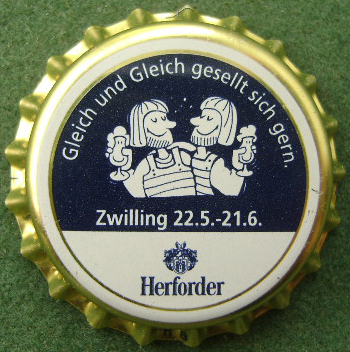 Gleich und Gleich gesellt sich gern.
Zwilling 22.5.-21.6.
Herforder